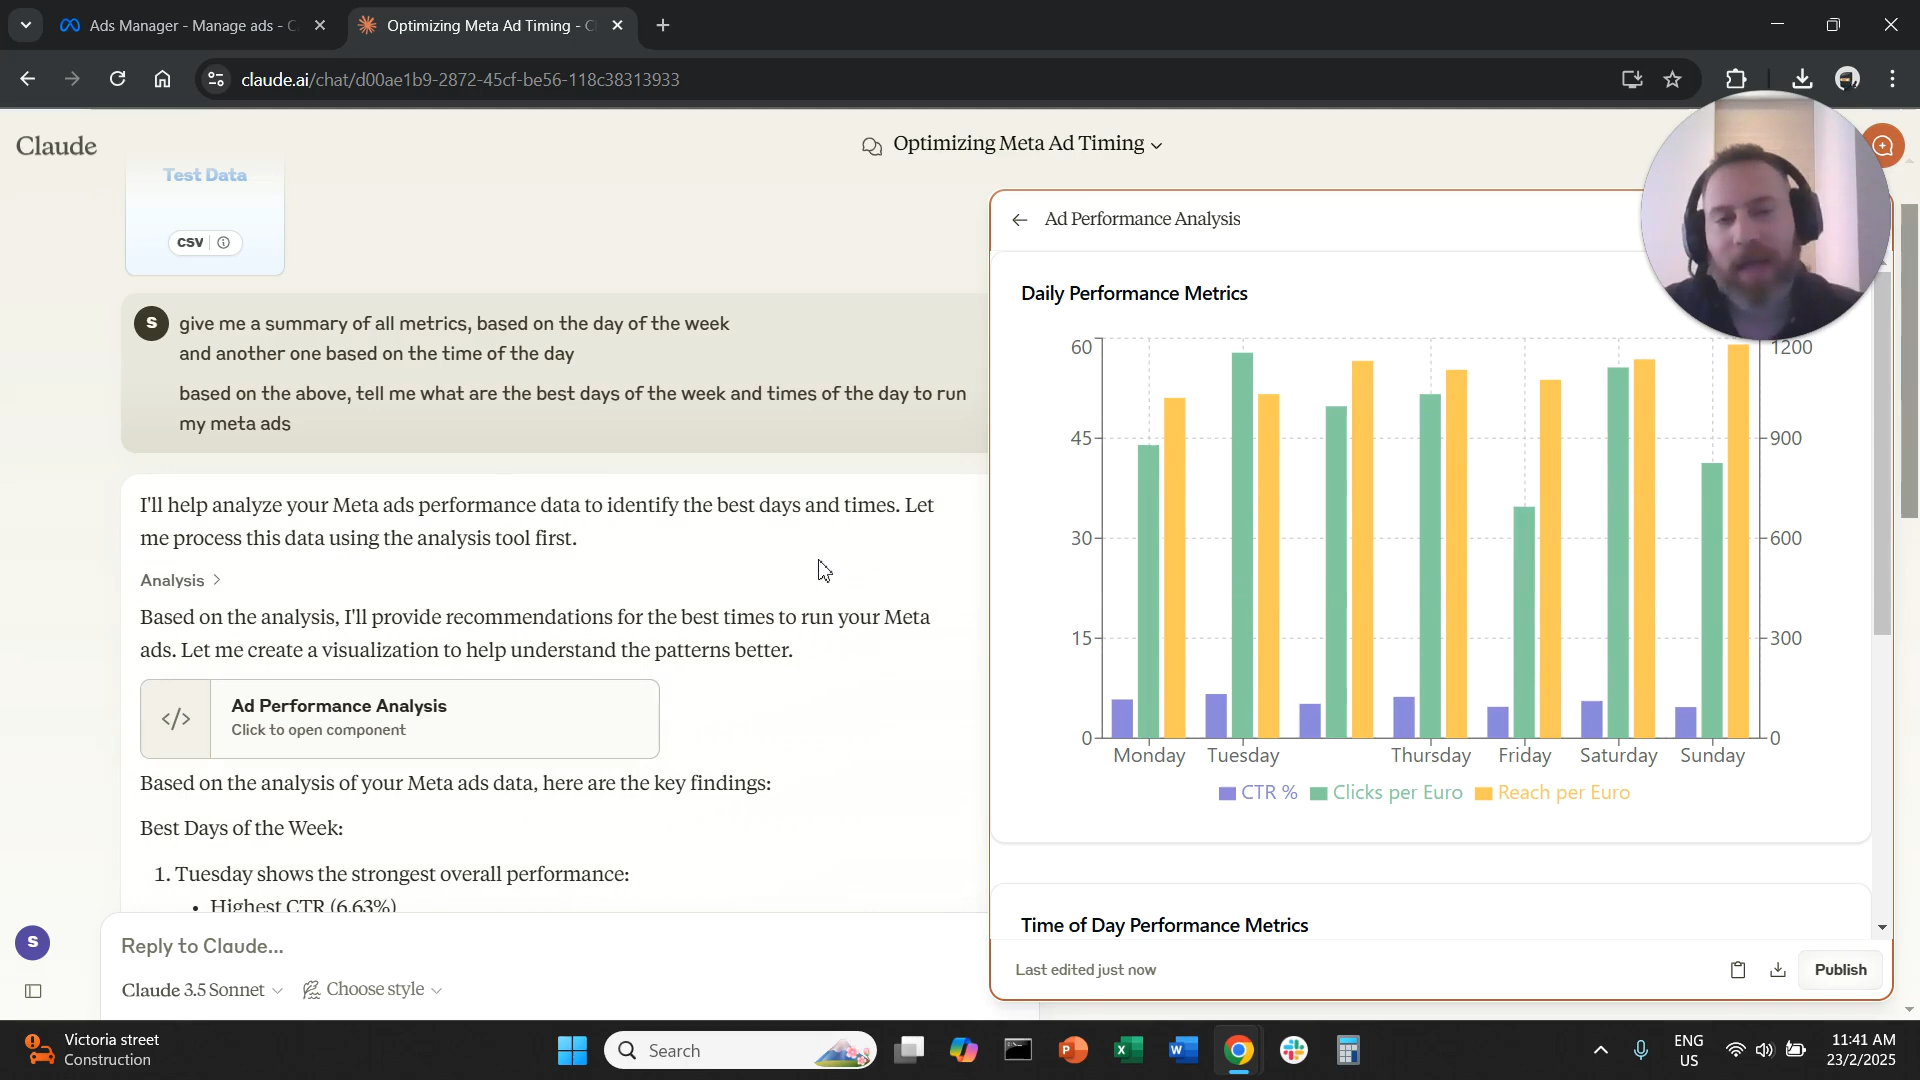 Ads Manager - Manage ads - C
Optimizing Meta Ad Timing - C
claude.ai/chat/d00ae1b9-2872-45cf-be56-118c38313933
Claude
Optimizing Meta Ad Timing
Test Data
CSV
S
give me a summary of all metrics, based on the day of the week
and another one based on the time of the day
based on the above, tell me what are the best days of the week and times of the day to run
my meta ads
I'll help analyze your Meta ads performance data to identify the best days and times. Let
me process this data using the analysis tool first.
Analysis
Based on the analysis, I'll provide recommendations for the best times to run your Meta
ads. Let me create a visualization to help understand the patterns better.
</>
Ad Performance Analysis
Click to open component
Based on the analysis of your Meta ads data, here are the key findings:
Best Days of the Week:
1. Tuesday shows the strongest overall performance:
• Highest CTR (6.63%)
S
Reply to Claude...
Claude 3.5 Sonnet
Choose style
Ad Performance Analysis
Daily Performance Metrics
60
45
30
15
0
1200
900
600
300
0
Monday Tuesday Thursday Friday Saturday Sunday
CTR % Clicks per Euro Reach per Euro
Time of Day Performance Metrics
Last edited just now
Publish
Victoria street
Construction
Search
P
X
W
ENG
US
11:41 AM
23/2/2025